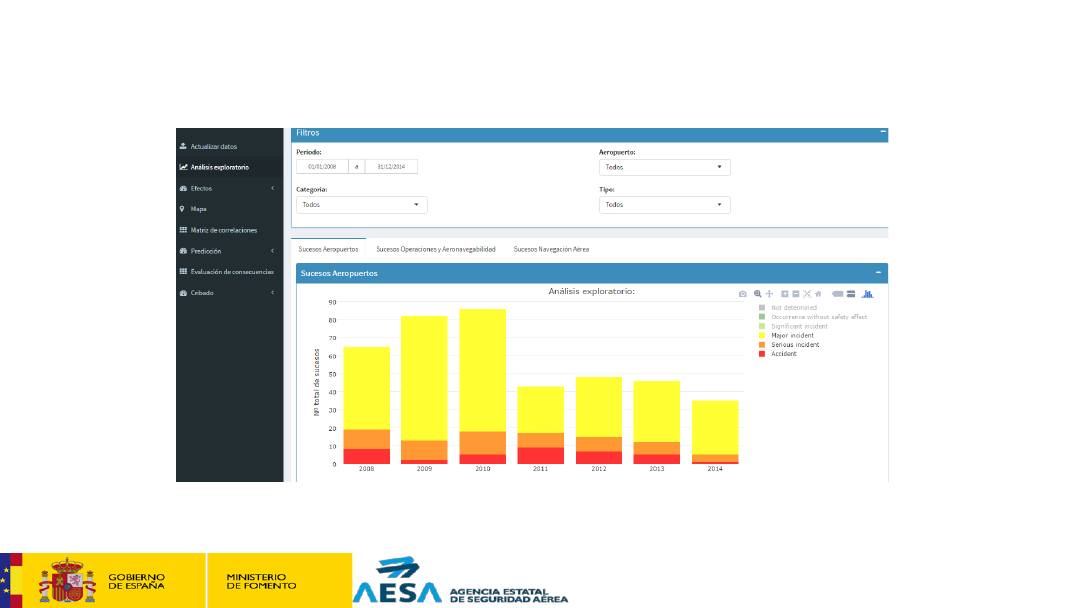 Filtros
Periodo:
01/01/2008 a 31/12/2014
Aeropuerto:
Todos
Categoría:
Todos
Tipo:
Todos
Actualizar datos
Análisis exploratorio
Efectos
Mapa
Matriz de correlaciones
Predicción
Evaluación de consecuencias
Cribado
Sucesos Aeropuertos
Sucesos Operaciones y Aeronavegabilidad
Sucesos Navegación Aérea
Sucesos Aeropuertos
Análisis exploratorio:
Nº total de sucesos
90
80
70
60
50
40
30
20
10
0
2008 2009 2010 2011 2012 2013 2014
Not determined
Occurrence without safety effect
Significant incident
Major incident
Serious incident
Accident
GOBIERNO
DE ESPAÑA
MINISTERIO
DE FOMENTO
AESA
AGENCIA ESTATAL
DE SEGURIDAD AÉREA